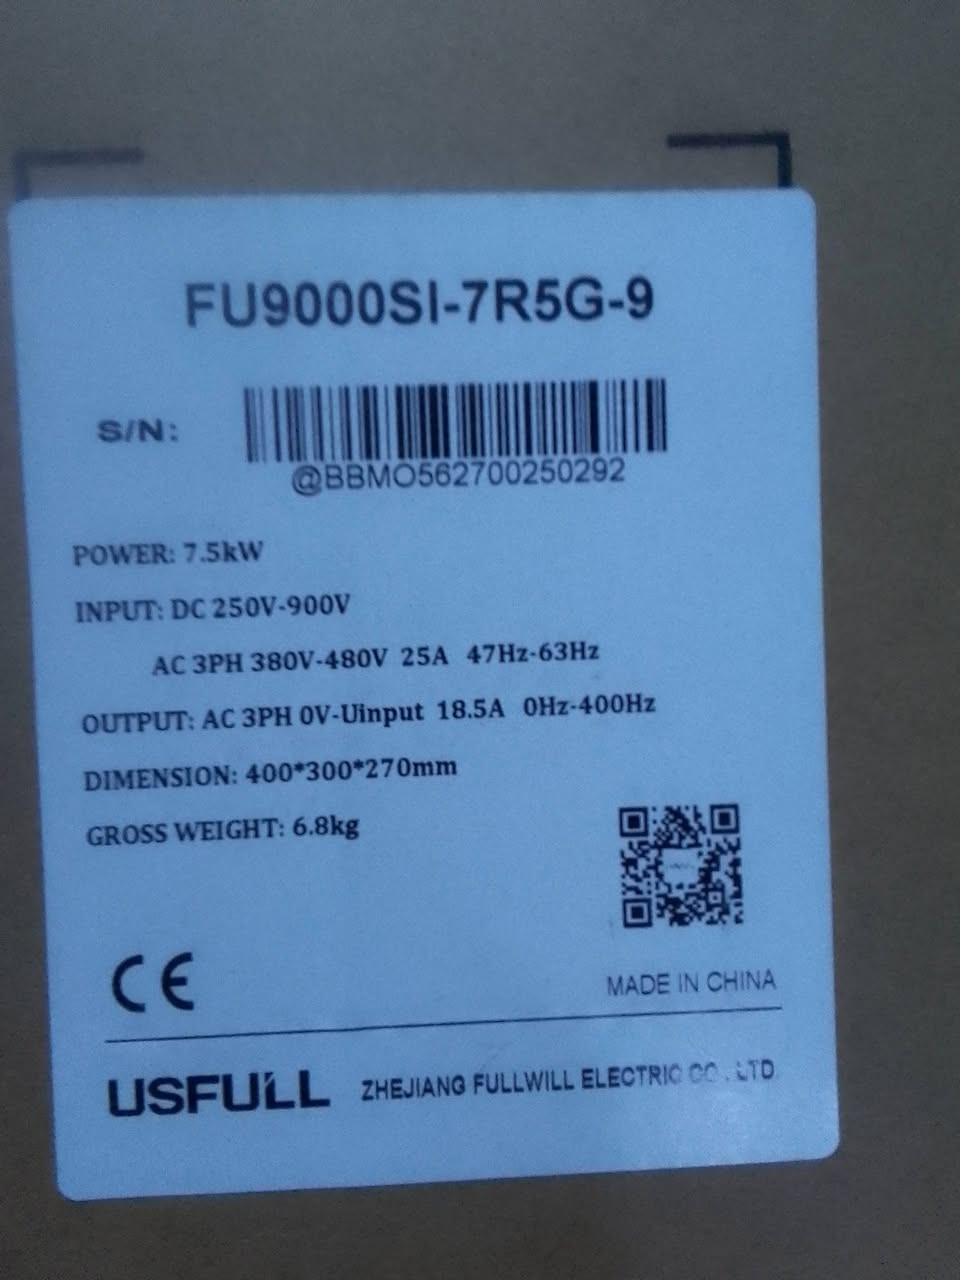 FU9000SI-7R5G-9
S/N:
@BBMO562700250292
POWER: 7.5kW
INPUT: DC 250V-900V
AC 3PH 380V-480V 25A 47Hz-63Hz
OUTPUT: AC 3PH 0V-Uinput 18.5A 0Hz-400Hz
DIMENSION: 400*300*270mm
GROSS WEIGHT: 6.8kg
CE
MADE IN CHINA
USFULL ZHEJIANG FULLWILL ELECTRIC CO . LTD